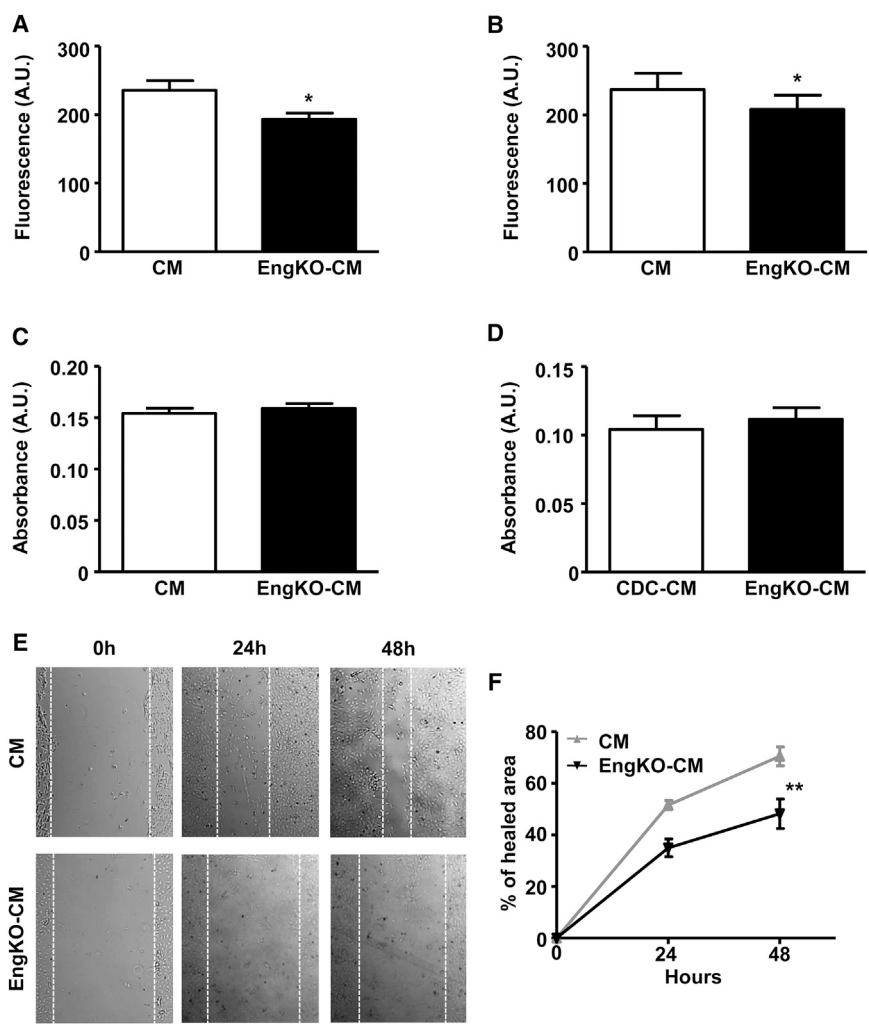 A
Fluorescence (A.U.)
300
200
100
0
*
CM
EngKO-CM
B
Fluorescence (A.U.)
300
200
100
0
*
CM
EngKO-CM
C
Absorbance (A.U.)
0.20
0.15
0.10
0.05
0
CM
EngKO-CM
D
Absorbance (A.U.)
0.15
0.10
0.05
0
CDC-CM
EngKO-CM
E
0h
24h
48h
CM
EngKO-CM
F
% of healed area
80
60
40
20
0
CM
EngKO-CM
**
0
24
48
Hours